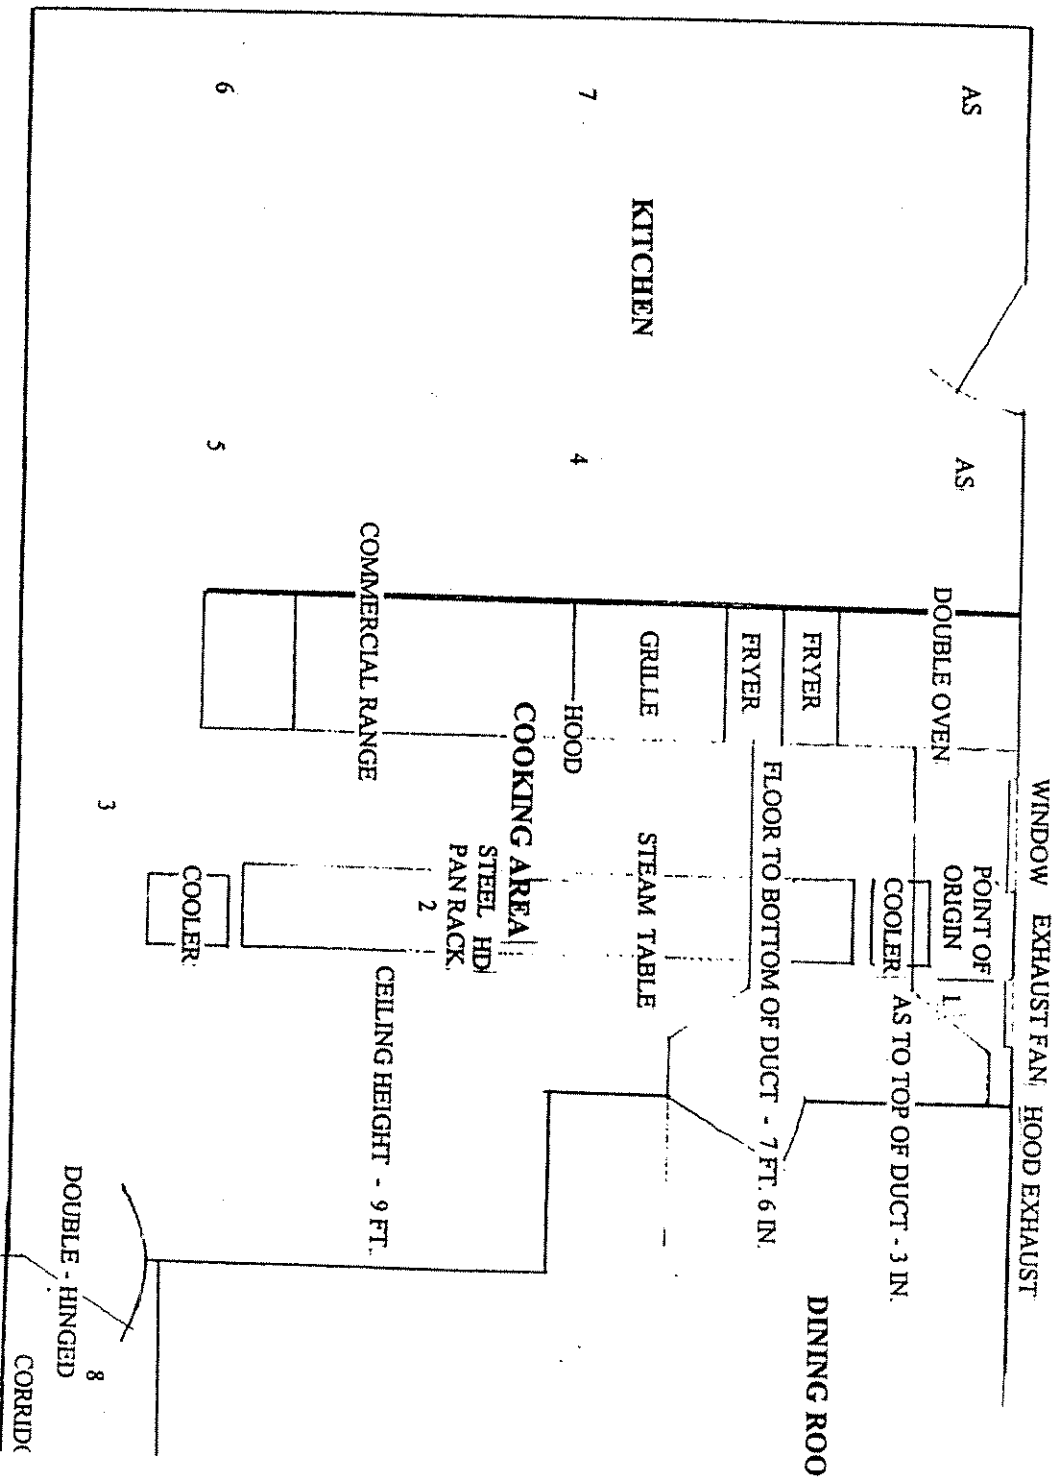 WINDOW EXHAUST FAN HOOD EXHAUST
AS
AS
DOUBLE OVEN
POINT OF
ORIGIN
1
COOLER
AS TO TOP OF DUCT - 3 IN.
DINING ROO
FRYER
FRYER
FLOOR TO BOTTOM OF DUCT - 7 FT. 6 IN.
KITCHEN
7
4
GRILLE
STEAM TABLE
HOOD
COOKING AREA
STEEL HD
PAN RACK
2
COMMERCIAL RANGE
CEILING HEIGHT - 9 FT.
6
5
COOLER
3
DOUBLE - HINGED
8
CORRID